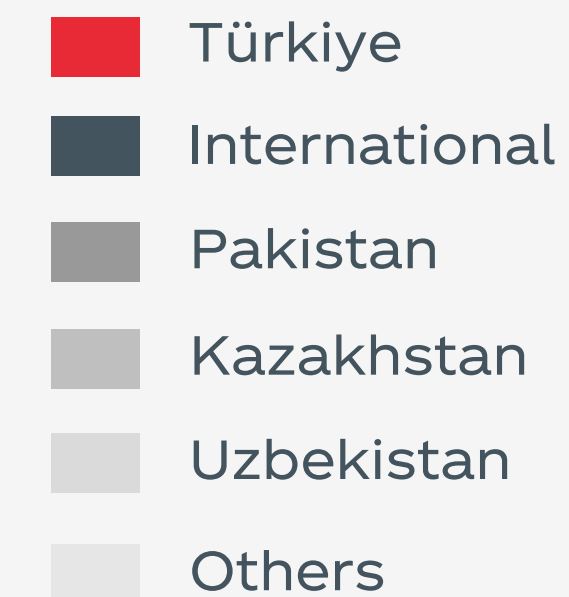 Türkiye
International
Pakistan
Kazakhstan
Uzbekistan
Others